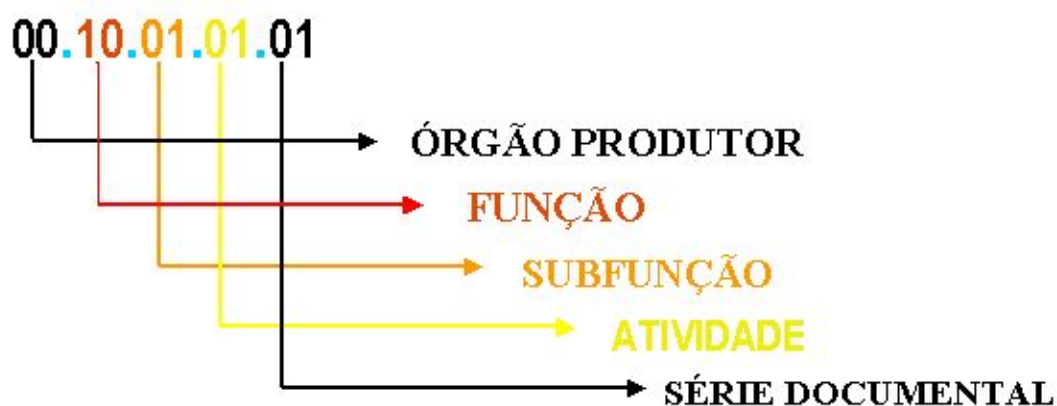 00.10.01.01.01
ÓRGÃO PRODUTOR
FUNÇÃO
SUBFUNÇÃO
ATIVIDADE
SÉRIE DOCUMENTAL